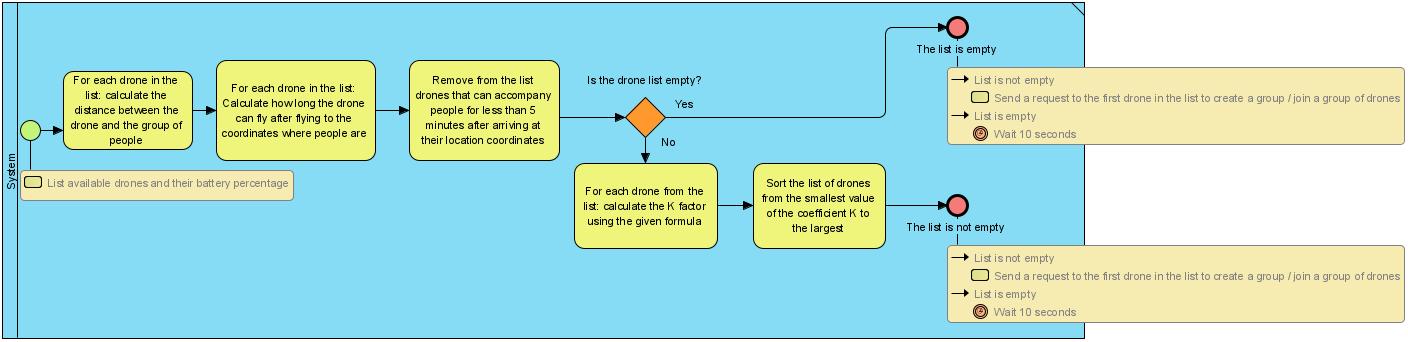 System
List available drones and their battery percentage
For each drone in the
list: calculate the
distance between the
drone and the group of
people
For each drone in the list:
Calculate how long the drone
can fly after flying to the
coordinates where people are
Remove from the list
drones that can accompany
people for less than 5
minutes after arriving at
their location coordinates
Is the drone list empty?
Yes
No
The list is empty
List is not empty
Send a request to the first drone in the list to create a group / join a group of drones
List is empty
Wait 10 seconds
For each drone from the
list: calculate the K factor
using the given formula
Sort the list of drones
from the smallest value
of the coefficient K to
the largest
The list is not empty
List is not empty
Send a request to the first drone in the list to create a group / join a group of drones
List is empty
Wait 10 seconds